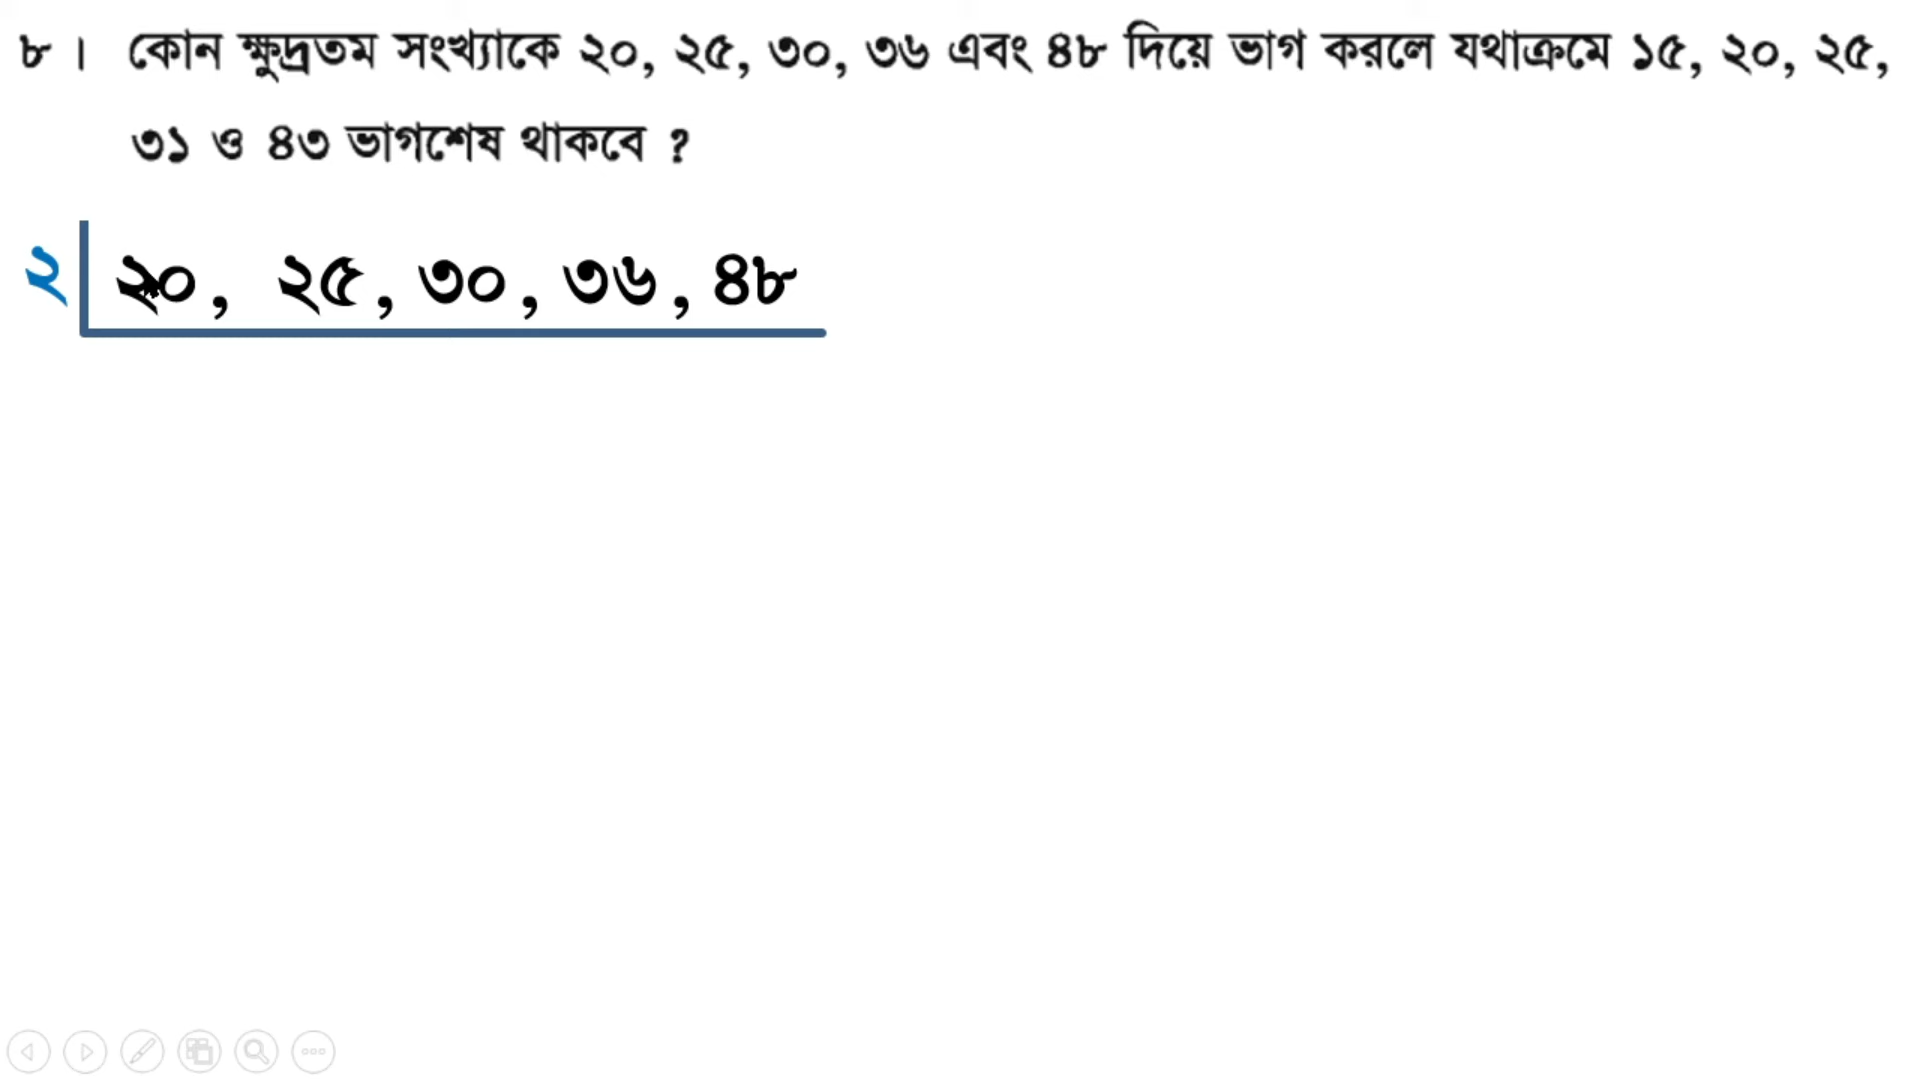 ৮। কোন ক্ষুদ্রতম সংখ্যাকে ২০, ২৫, ৩০, ৩৬ এবং ৪৮ দিয়ে ভাগ করলে যথাক্রমে ১৫, ২০, ২৫,
৩১ ও ৪৩ ভাগশেষ থাকবে ?
২ ২০, ২৫, ৩০, ৩৬, ৪৮